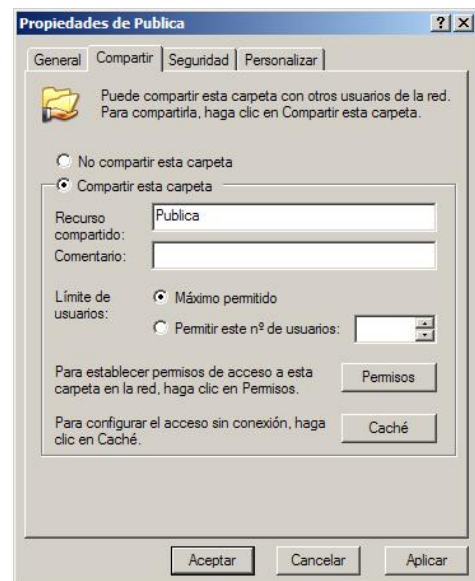 Propiedades de Publica
General Compartir Seguridad Personalizar
Puede compartir esta carpeta con otros usuarios de la red.
Para compartirla, haga clic en Compartir esta carpeta.
No compartir esta carpeta
Compartir esta carpeta
Recurso
compartido:
Publica
Comentario:
Límite de
usuarios:
Máximo permitido
Permitir este nº de usuarios:
Para establecer permisos de acceso a esta
carpeta en la red, haga clic en Permisos.
Permisos
Para configurar el acceso sin conexión, haga
clic en Caché.
Caché
Aceptar Cancelar Aplicar